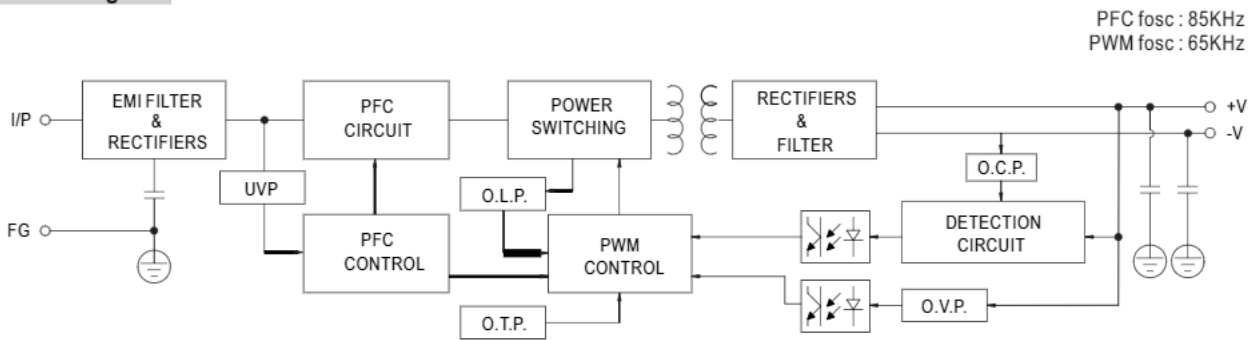 PFC fosc : 85KHz
PWM fosc : 65KHz
I/P
EMI FILTER
&
RECTIFIERS
PFC
CIRCUIT
POWER
SWITCHING
RECTIFIERS
&
FILTER
+V
-V
UVP
O.L.P.
O.C.P.
FG
PFC
CONTROL
PWM
CONTROL
DETECTION
CIRCUIT
O.T.P.
O.V.P.